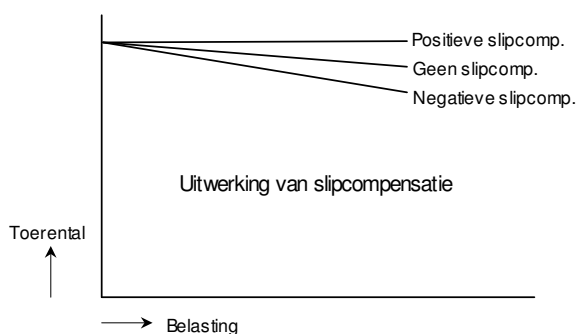 Positieve slipcomp.
Geen slipcomp.
Negatieve slipcomp.
Uitwerking van slipcompensatie
Toerental
Belasting